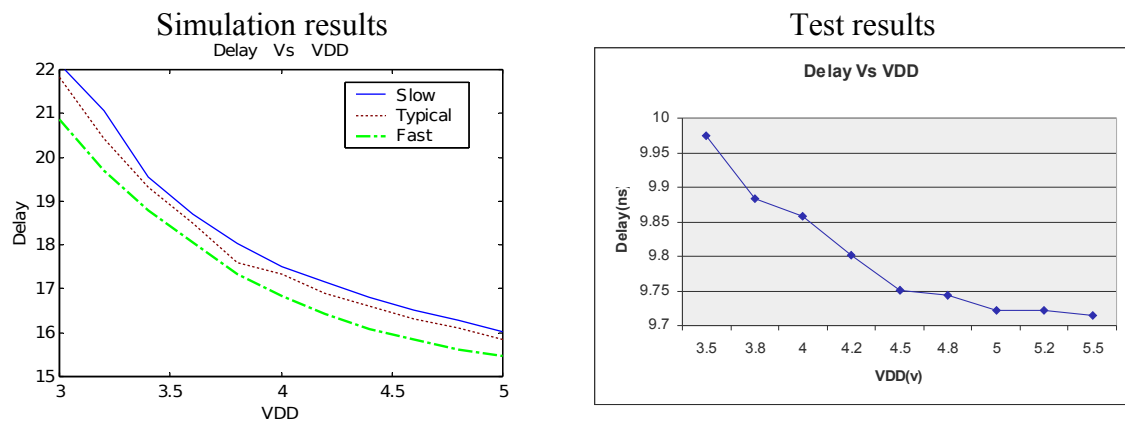 Simulation results
Delay Vs VDD
22
21
20
19
18
17
16
15
Delay
Slow
Typical
Fast
3
3.5
4
4.5
5
VDD
Test results
Delay Vs VDD
10
9.95
9.9
9.85
9.8
9.75
9.7
Delay(ns)
3.5
3.8
4
4.2
4.5
4.8
5
5.2
5.5
VDD(v)